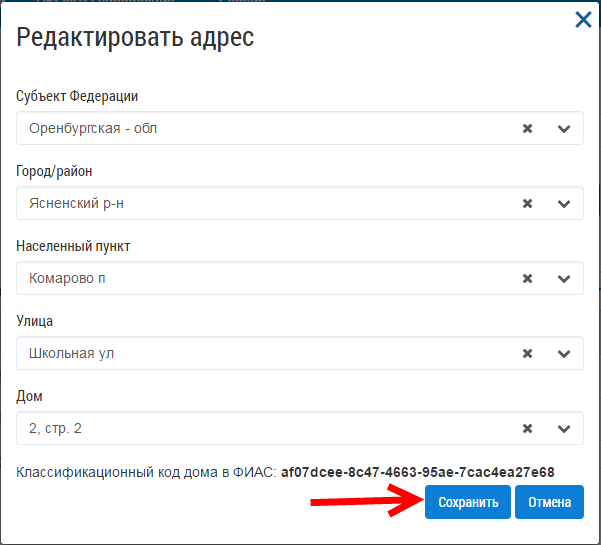 Редактировать адрес
Субъект Федерации
Оренбургская - обл
Город/район
Ясненский р-н
Населенный пункт
Комарово п
Улица
Школьная ул
Дом
2, стр. 2
Классификационный код дома в ФИАС: af07dcee-8c47-4663-95ae-7cac4ea27e68
Сохранить Отмена